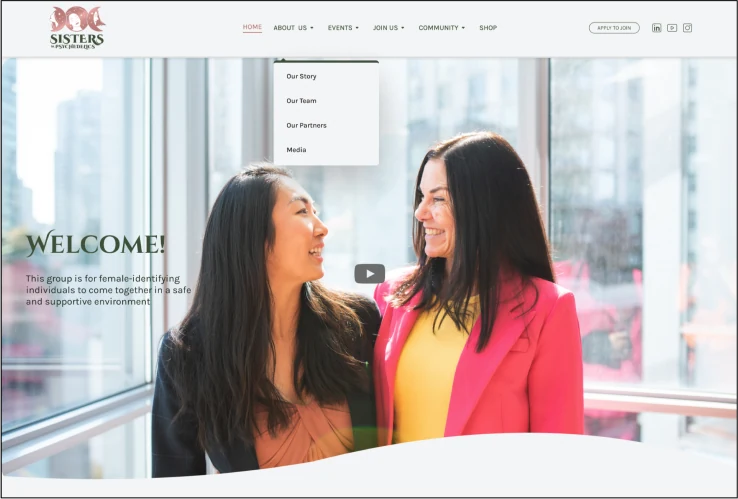 SISTERS
IN PSYCHEDELICS
HOME
ABOUT US
EVENTS
JOIN US
COMMUNITY
SHOP
APPLY TO JOIN
Our Story
Our Team
Our Partners
Media
WELCOME!
This group is for female-identifying
individuals to come together in a safe
and supportive environment